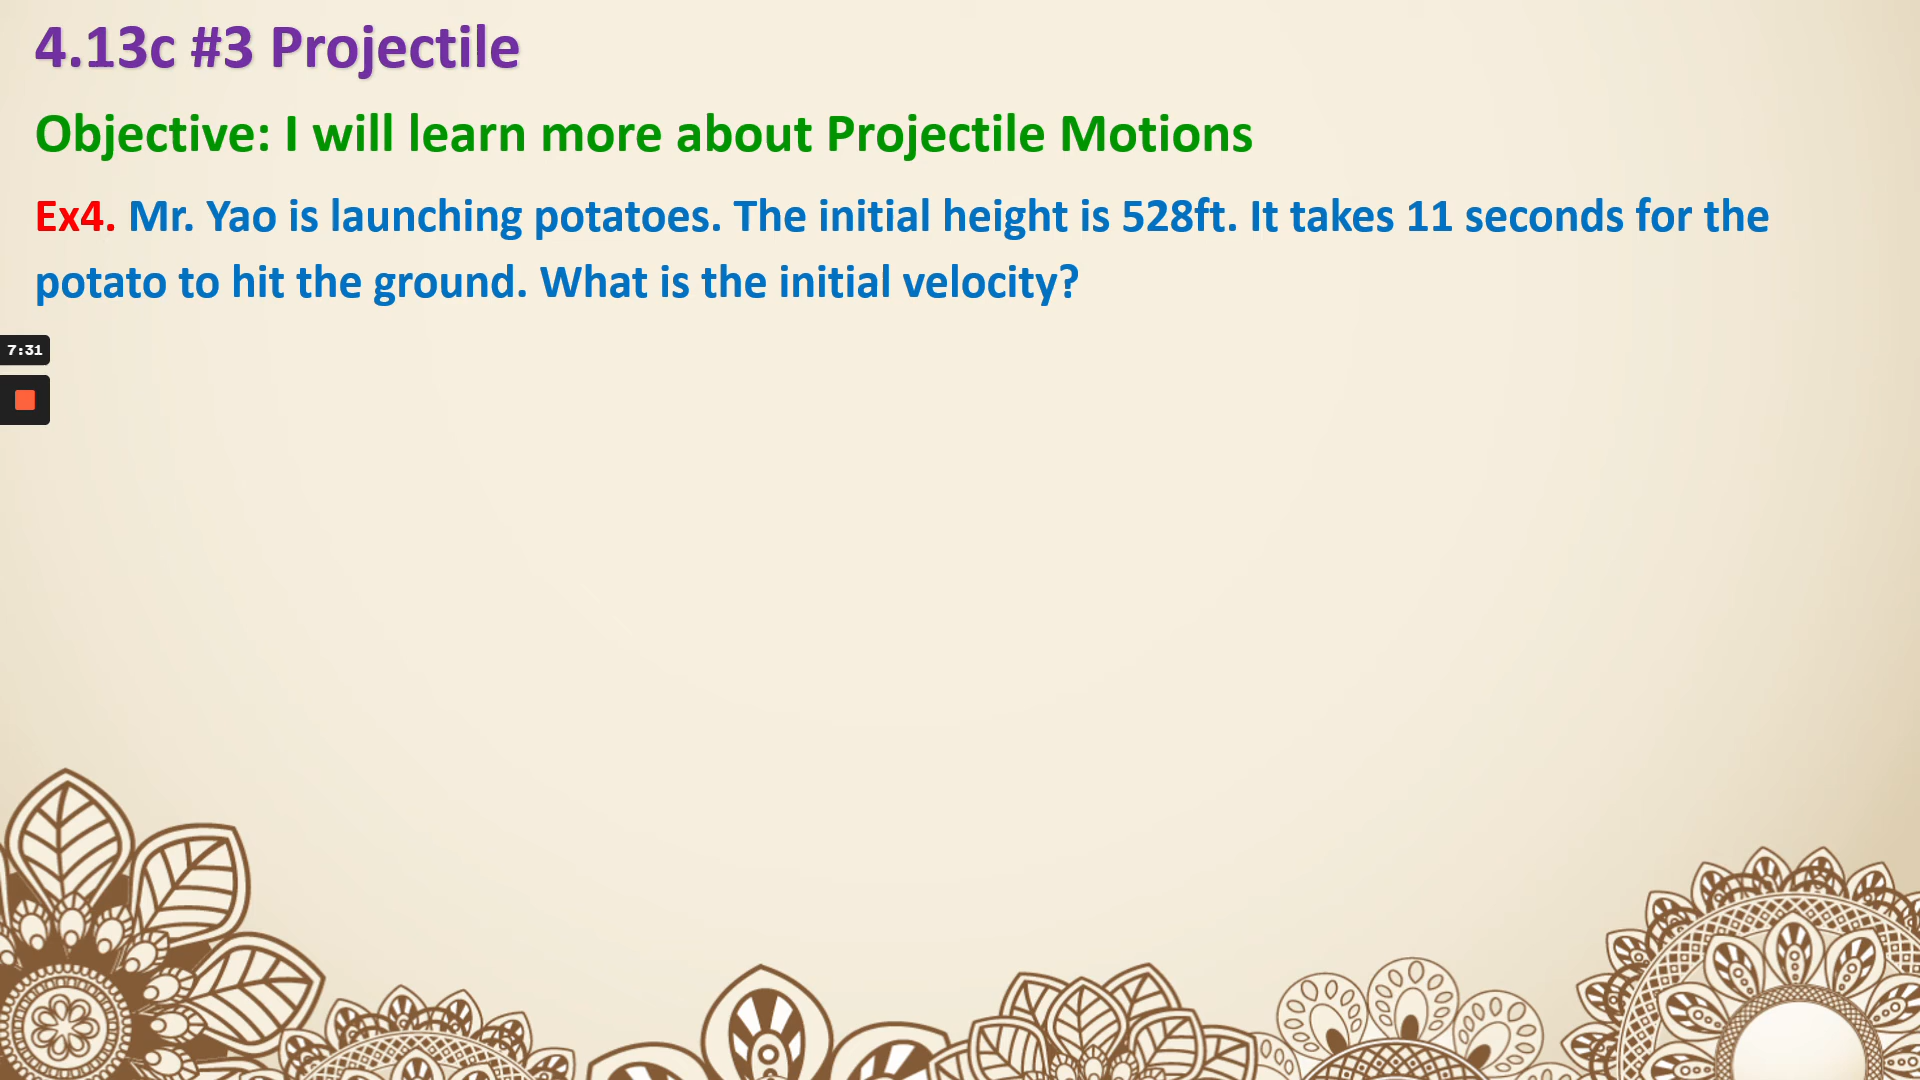 4.13c #3 Projectile
Objective: I will learn more about Projectile Motions
Ex4. Mr. Yao is launching potatoes. The initial height is 528ft. It takes 11 seconds for the
potato to hit the ground. What is the initial velocity?
7:31